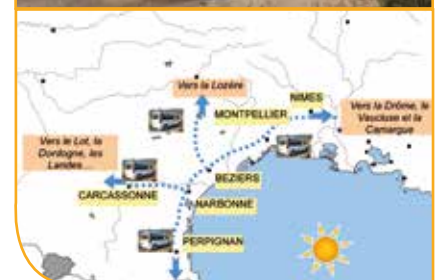 Vers la Lozère
NIMES
MONTPELLIER
Vers la Drôme, le
Vaucluse et la
Camargue
Vers le Lot, la
Dordogne, les
Landes...
BEZIERS
CARCASSONNE
NARBONNE
PERPIGNAN